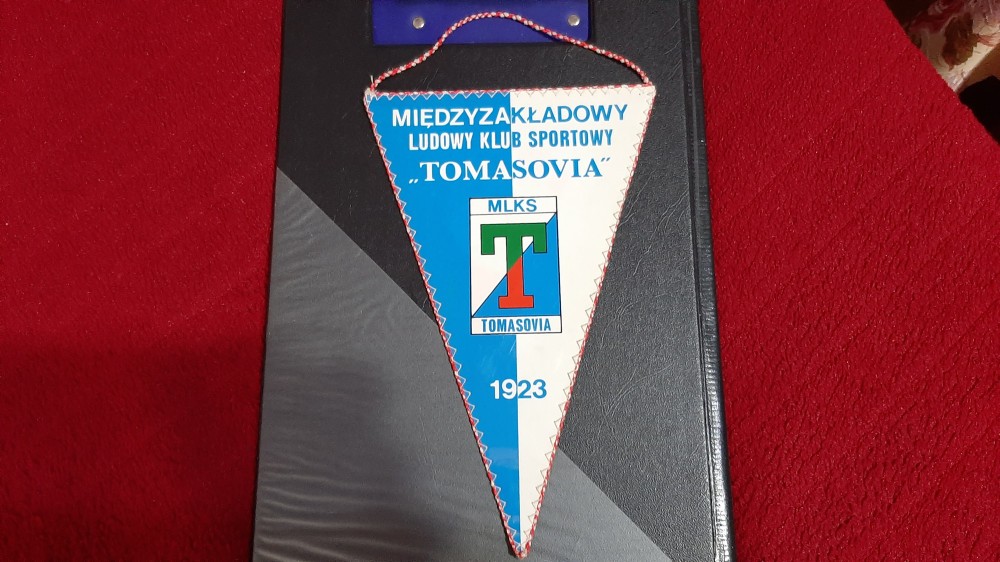 MIĘDZYZAKŁADOWY
LUDOWY KLUB SPORTOWY
„TOMASOVIA"
MLKS
T
TOMASOVIA
1923